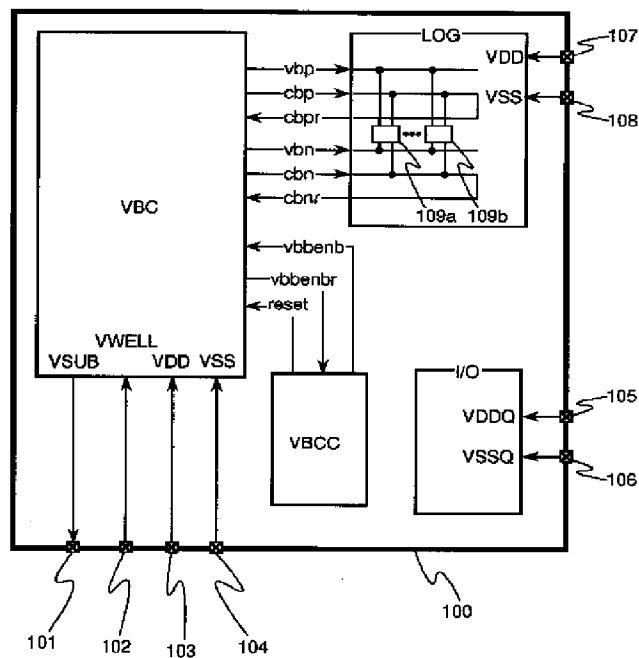 LOG
107
VDD
vbp
cbp
VSS
108
cbpr
vbn
cbn
cbnr
109a
109b
VBC
vbbenb
vbbenbr
reset
VWELL
VSUB
VDD
VSS
I/O
VDDQ
105
VBCC
VSSQ
106
100
101
102
103
104